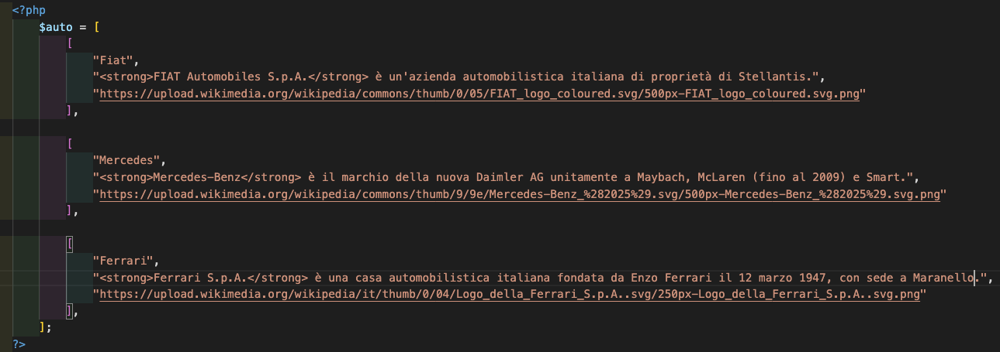 <?php
$auto = [
[
"Fiat",
"<strong>FIAT Automobiles S.p.A.</strong> è un'azienda automobilistica italiana di proprietà di Stellantis.",
"https://upload.wikimedia.org/wikipedia/commons/thumb/0/05/FIAT_logo_coloured.svg/500px-FIAT_logo_coloured.svg.png"
],
[
"Mercedes",
"<strong>Mercedes-Benz</strong> è il marchio della nuova Daimler AG unitamente a Maybach, McLaren (fino al 2009) e Smart.",
"https://upload.wikimedia.org/wikipedia/commons/thumb/9/9e/Mercedes-Benz_%282025%29.svg/500px-Mercedes-Benz_%282025%29.svg.png"
],
[
"Ferrari",
"<strong>Ferrari S.p.A.</strong> è una casa automobilistica italiana fondata da Enzo Ferrari il 12 marzo 1947, con sede a Maranello.",
"https://upload.wikimedia.org/wikipedia/it/thumb/0/04/Logo_della_Ferrari_S.p.A..svg/250px-Logo_della_Ferrari_S.p.A..svg.png"
],
];
?>